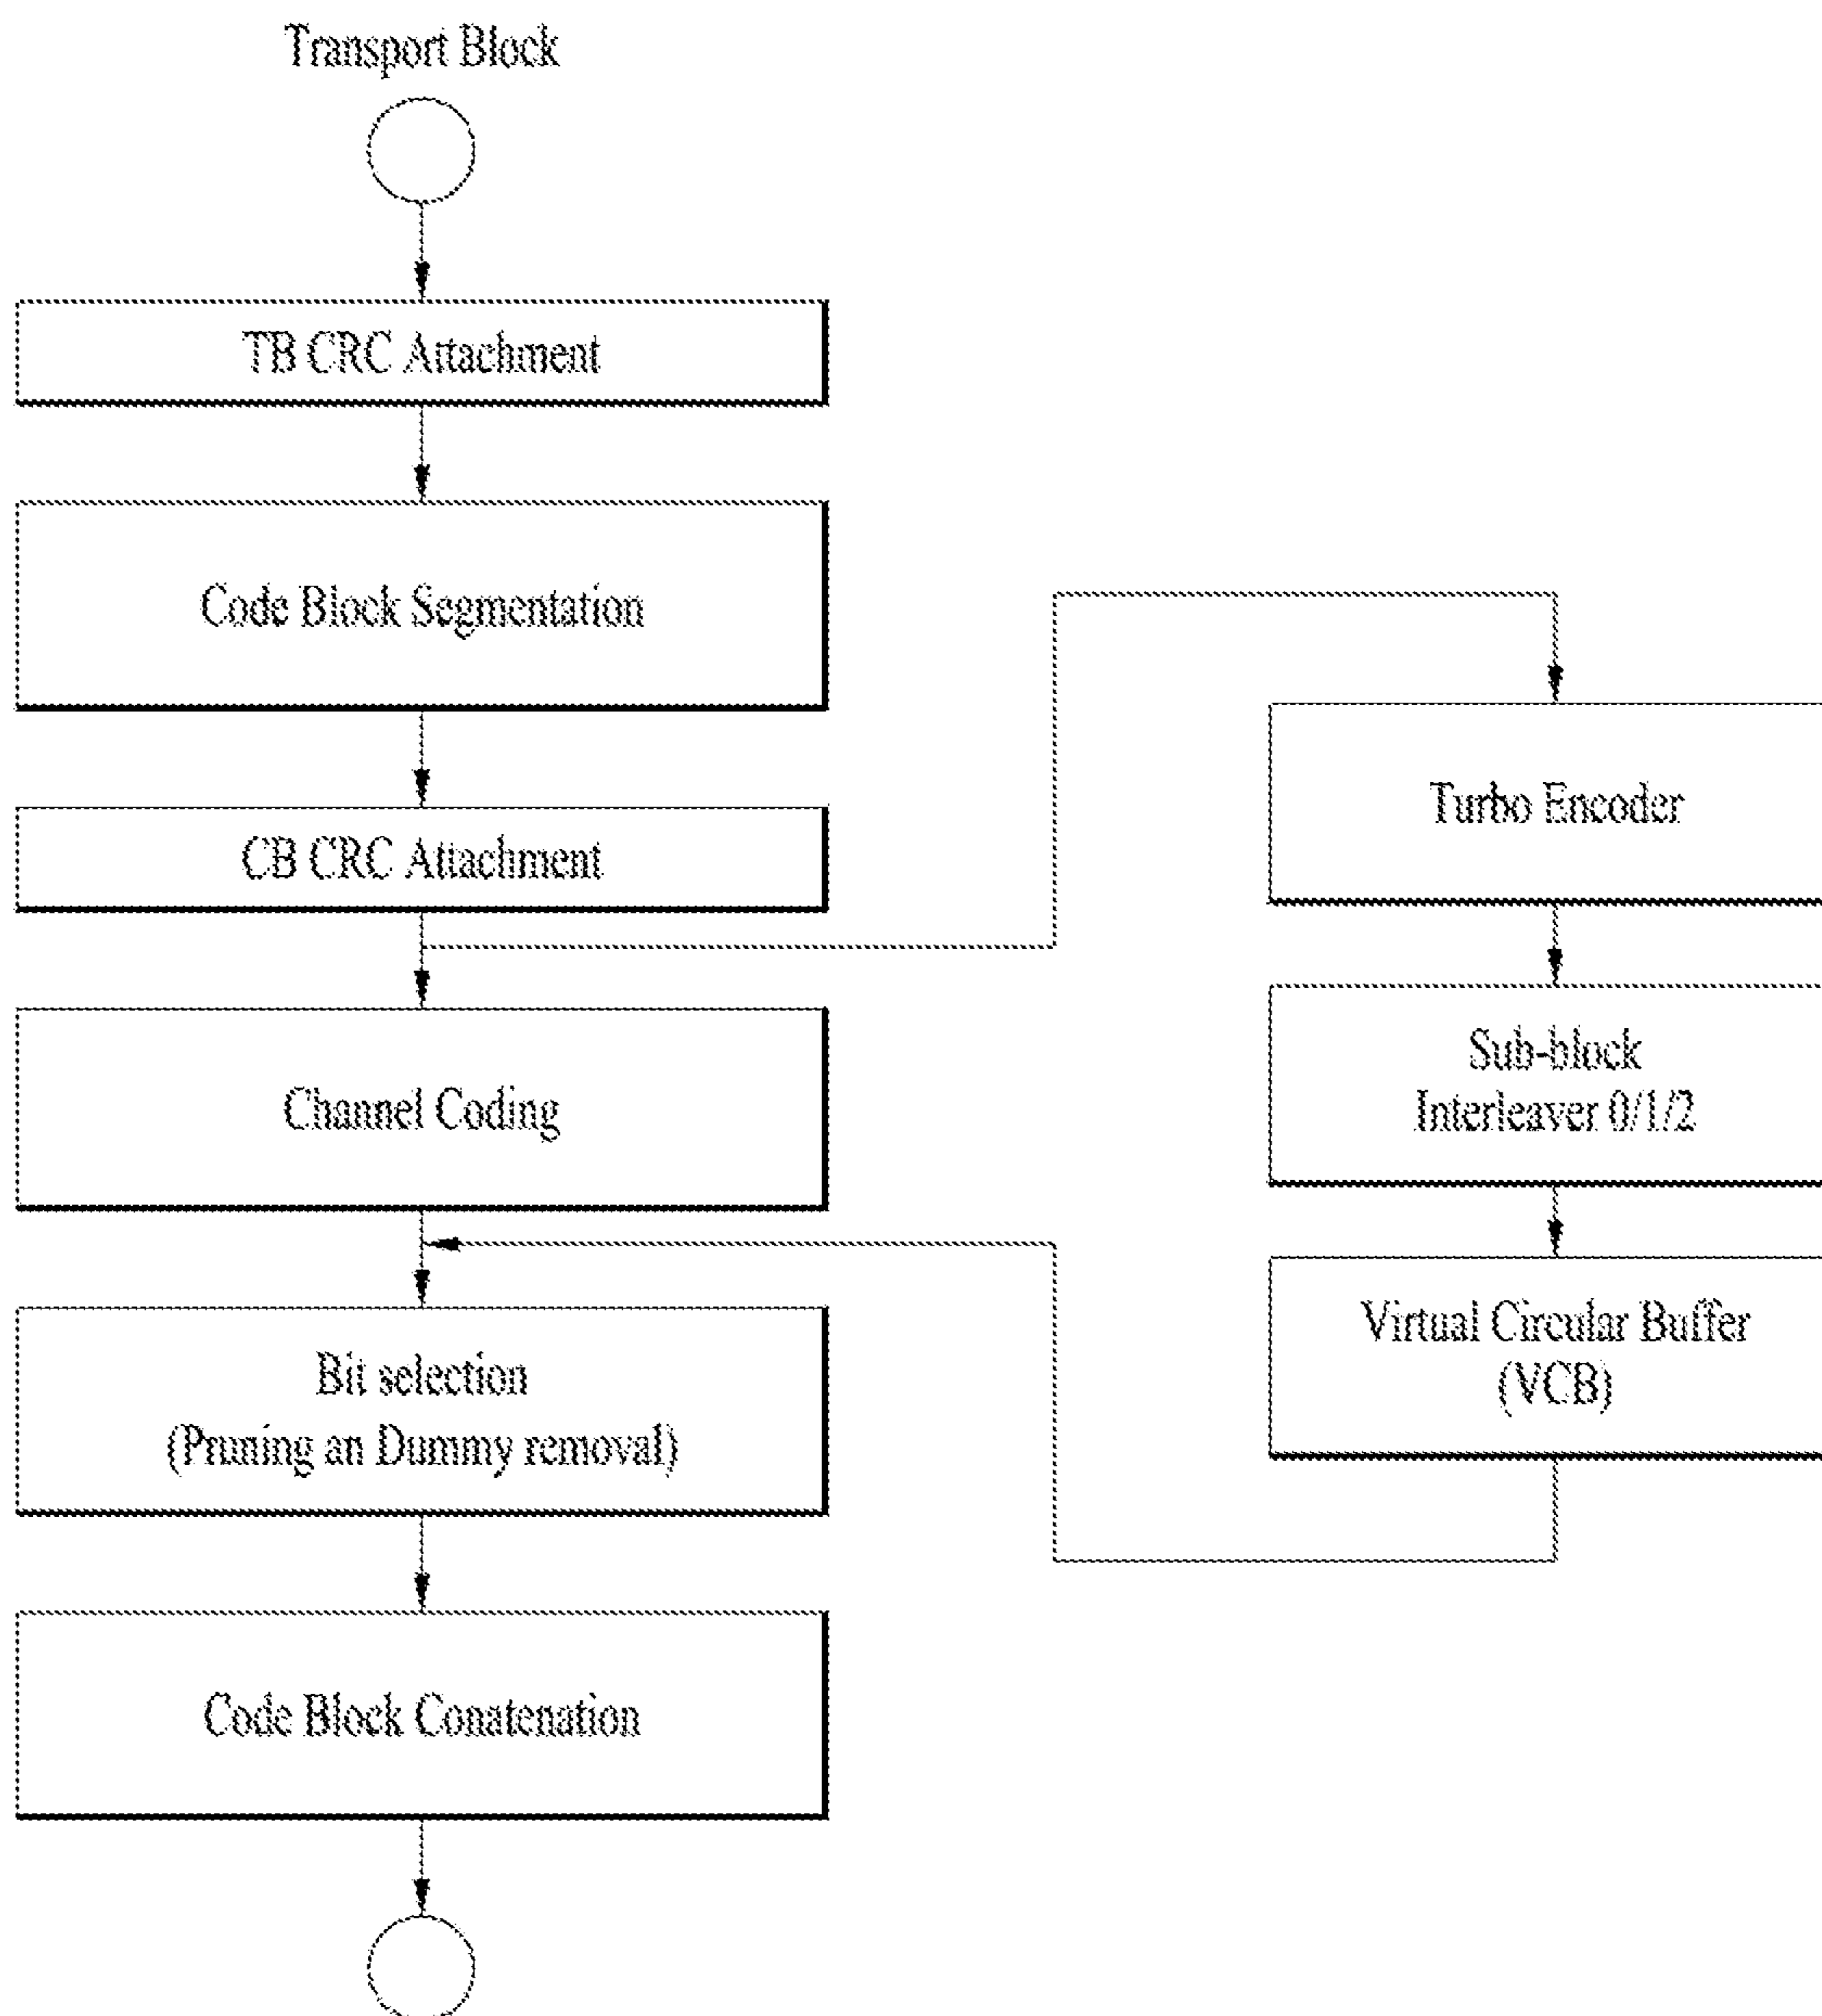 Transport Block
TB CRC Attachment
Code Block Segmentation
CB CRC Attachment
Channel Coding
Bit selection
(Pruning an Dummy removal)
Code Block Conatenation
Turbo Encoder
Sub-block
Interleaver 0/1/2
Virtual Circular Buffer
(VCB)